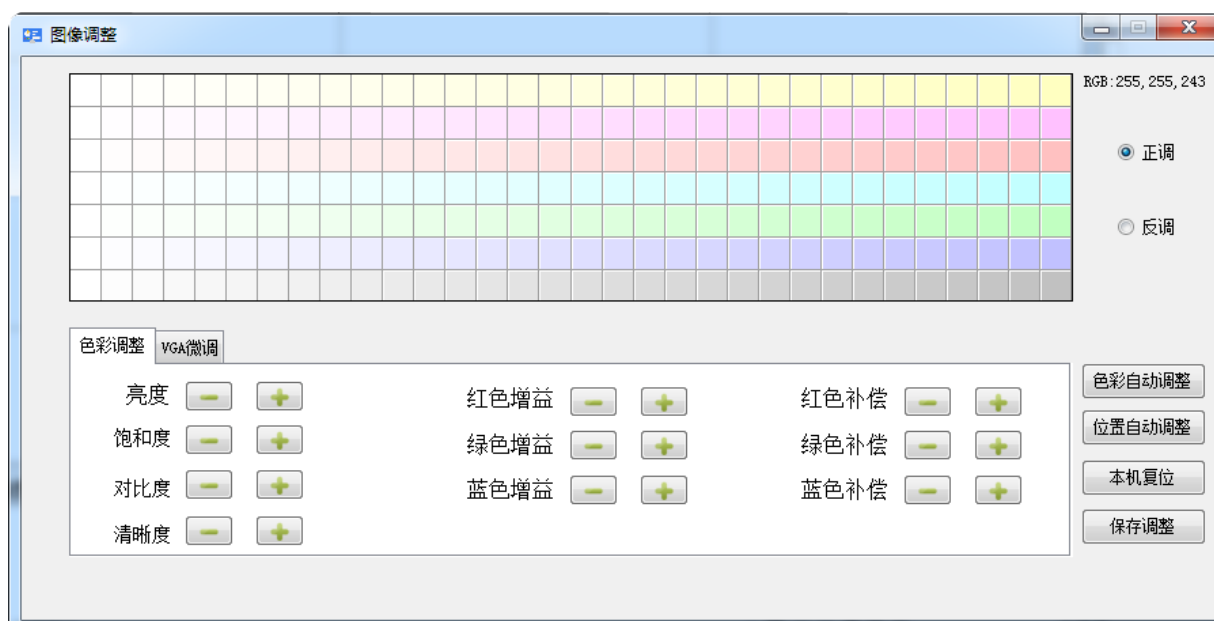 图像调整
RGB:255,255,243
正调
反调
色彩调整 VGA微调
亮度 红色增益 红色补偿 色彩自动调整
饱和度 绿色增益 绿色补偿 位置自动调整
对比度 蓝色增益 蓝色补偿 本机复位
清晰度 保存调整